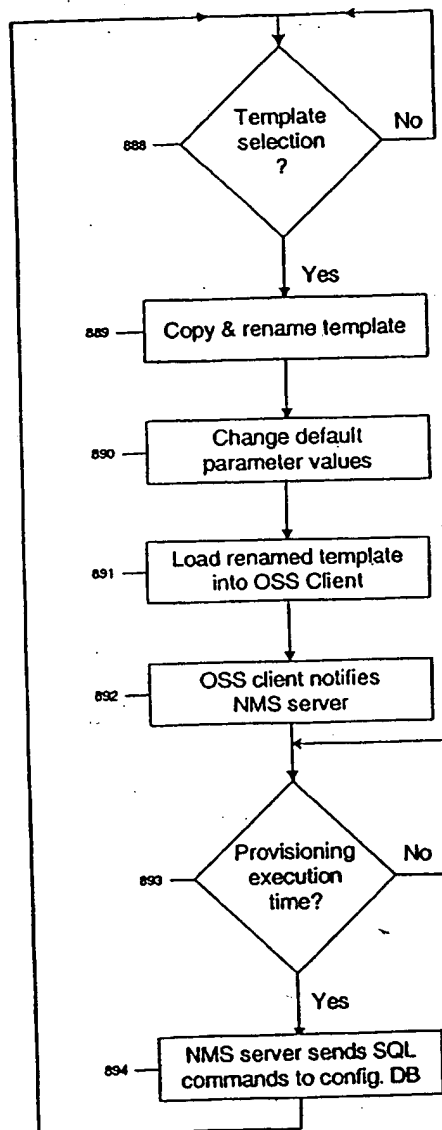 Template
selection
?
888
No
Yes
889
Copy & rename template
890
Change default
parameter values
891
Load renamed template
into OSS Client
892
OSS client notifies
NMS server
893
Provisioning
execution
time?
No
Yes
894
NMS server sends SQL
commands to config. DB